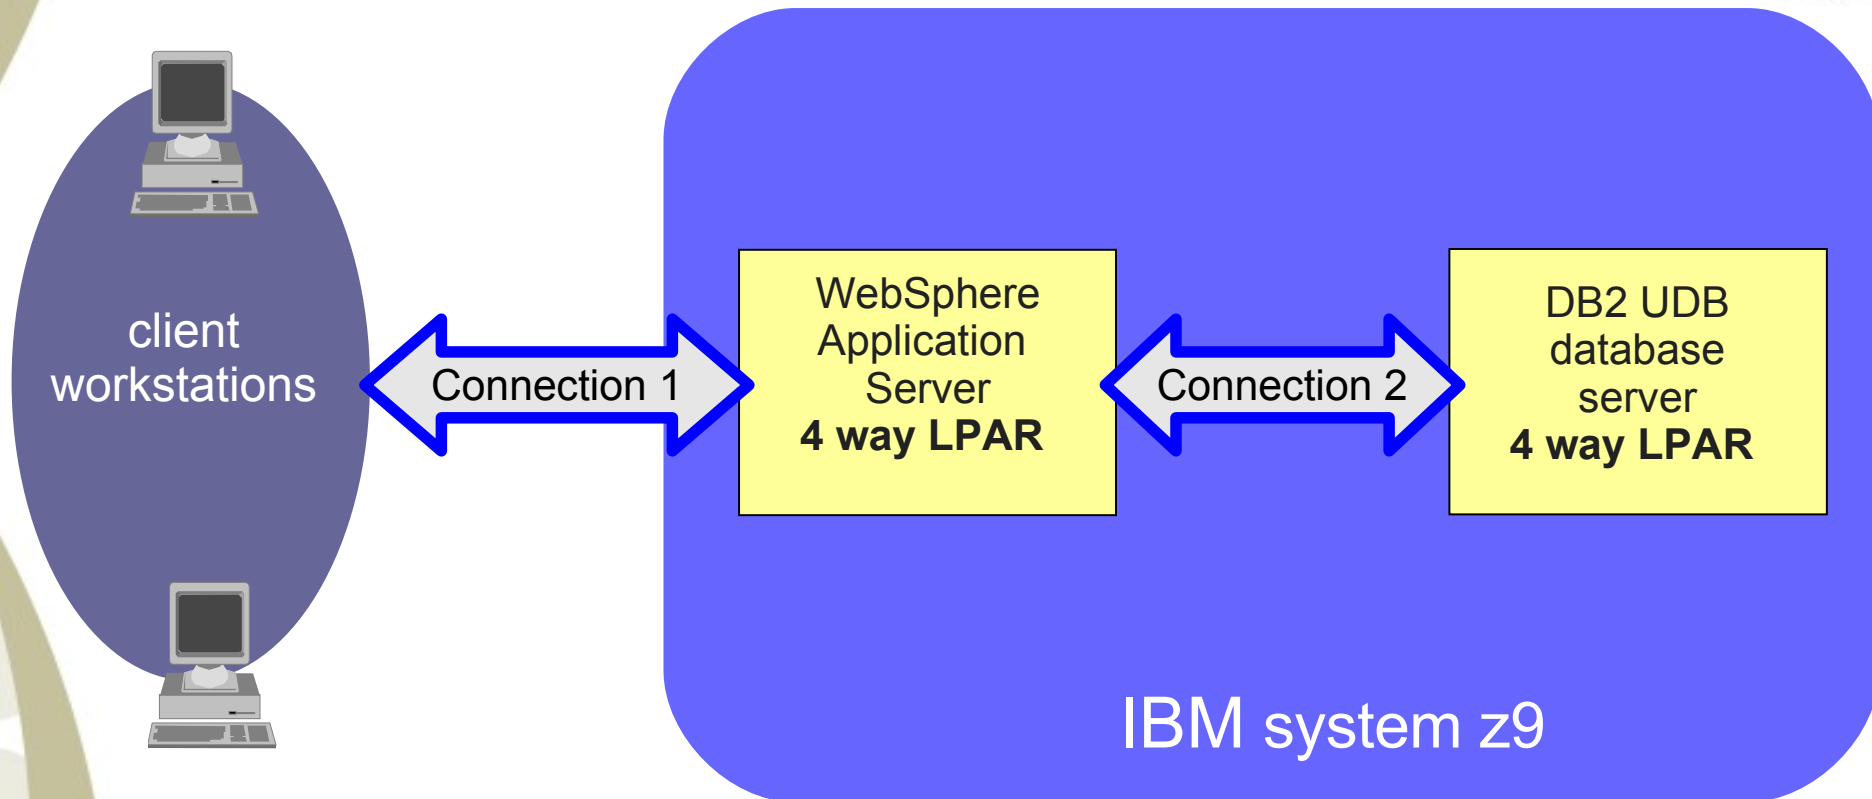 client
workstations
Connection 1
WebSphere
Application
Server
4 way LPAR
Connection 2
DB2 UDB
database
server
4 way LPAR
IBM system z9